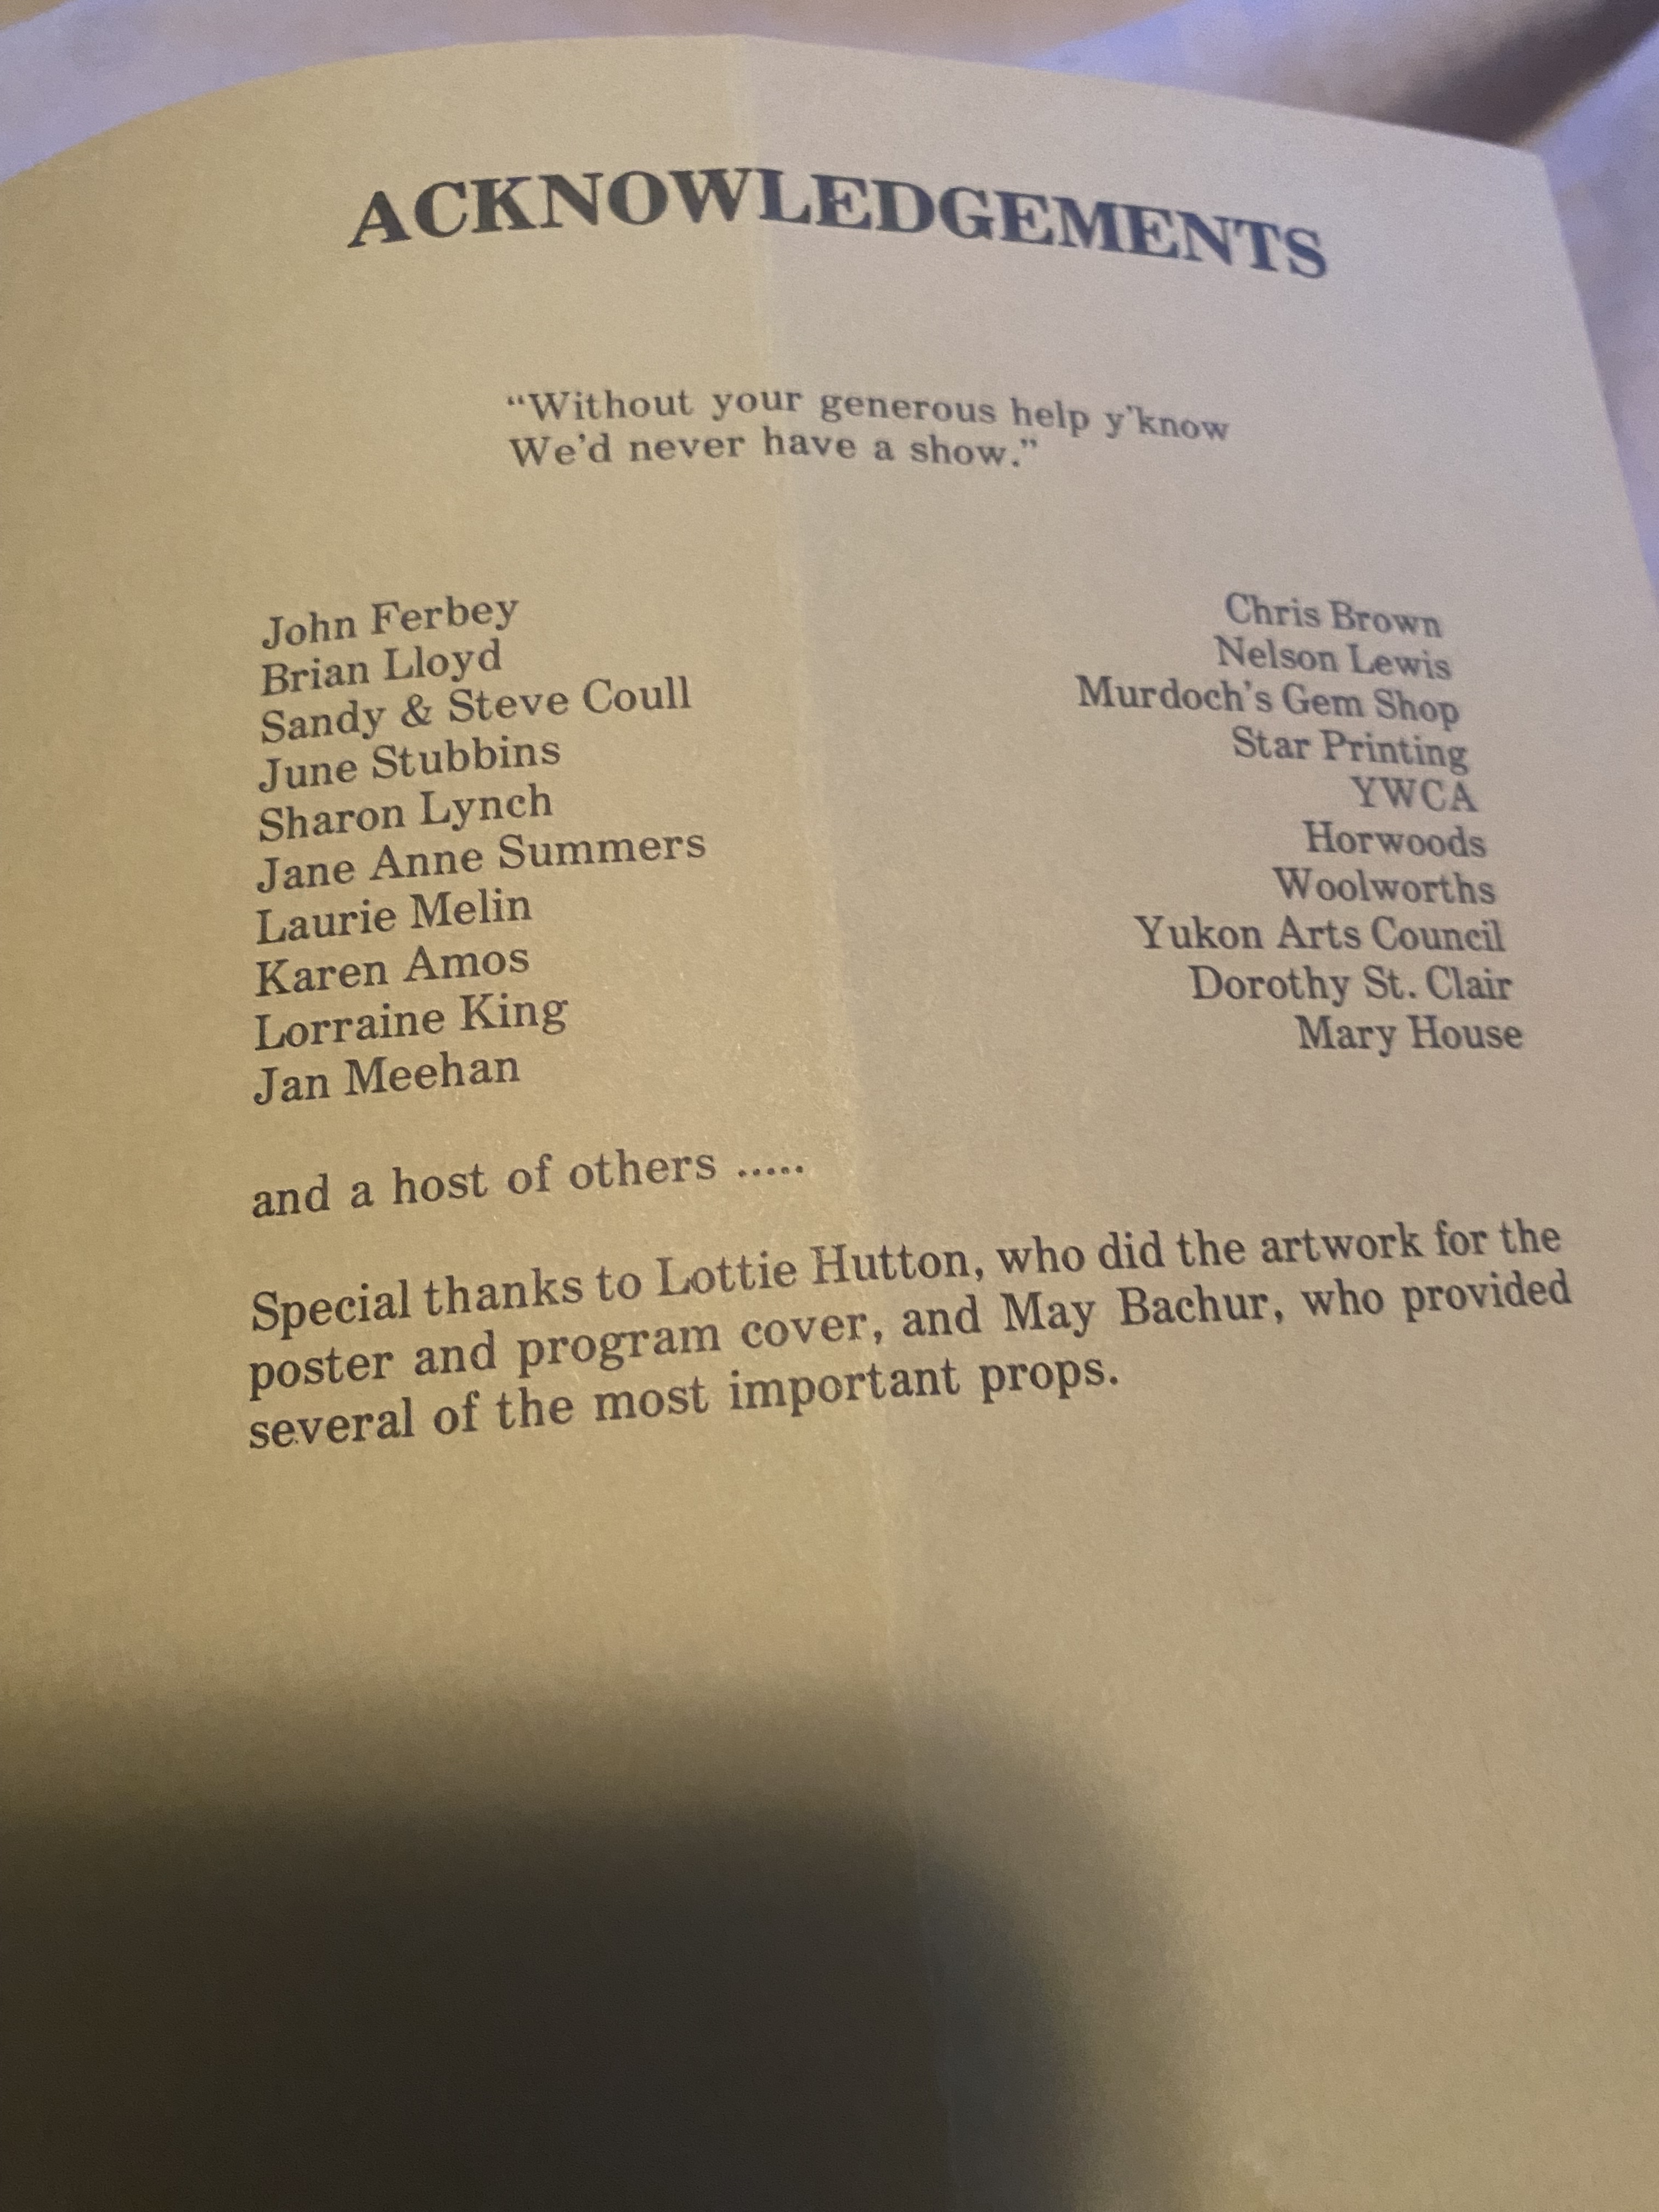 ACKNOWLEDGEMENTS
“Without your generous help y’know
We’d never have a show.”
John Ferbey
Brian Lloyd
Sandy & Steve Coull
June Stubbins
Sharon Lynch
Jane Anne Summers
Laurie Melin
Karen Amos
Lorraine King
Jan Meehan
Chris Brown
Nelson Lewis
Murdoch’s Gem Shop
Star Printing
YWCA
Horwoods
Woolworths
Yukon Arts Council
Dorothy St. Clair
Mary House
and a host of others .....
Special thanks to Lottie Hutton, who did the artwork for the
poster and program cover, and May Bachur, who provided
several of the most important props.